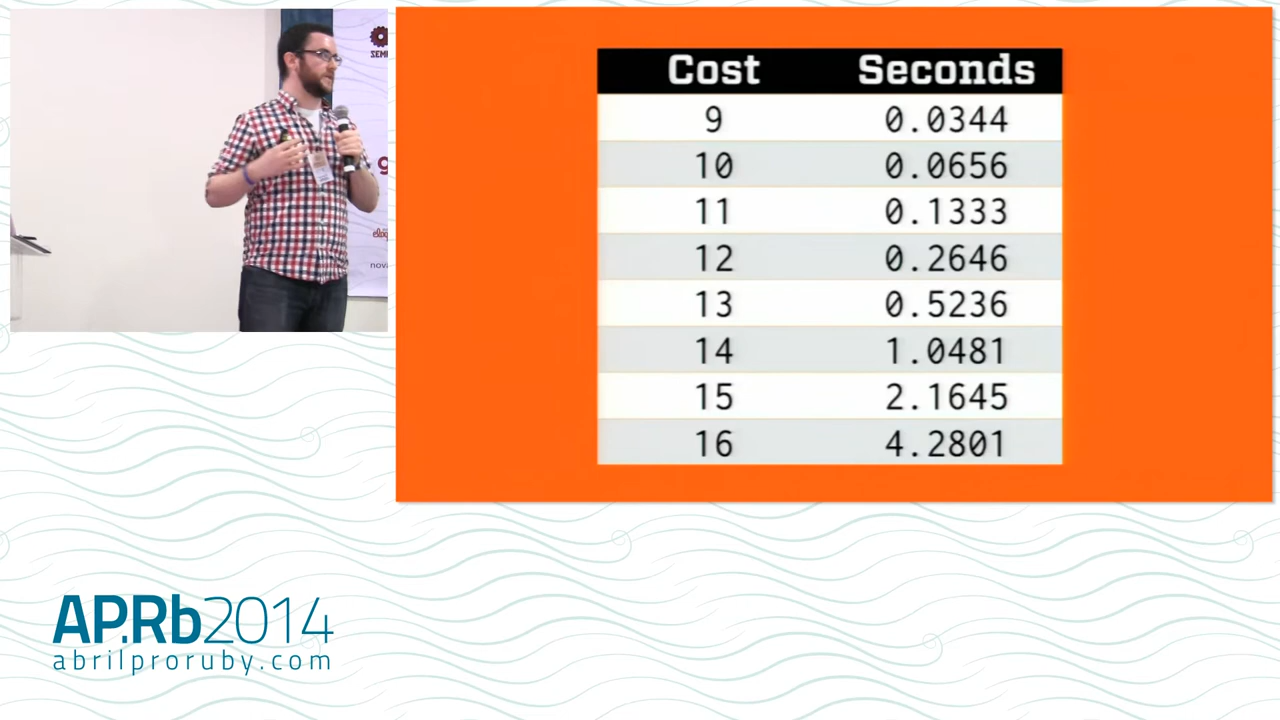 Cost Seconds
9 0.0344
10 0.0656
11 0.1333
12 0.2646
13 0.5236
14 1.0481
15 2.1645
16 4.2801
AP.Rb2014
abrilproruby.com